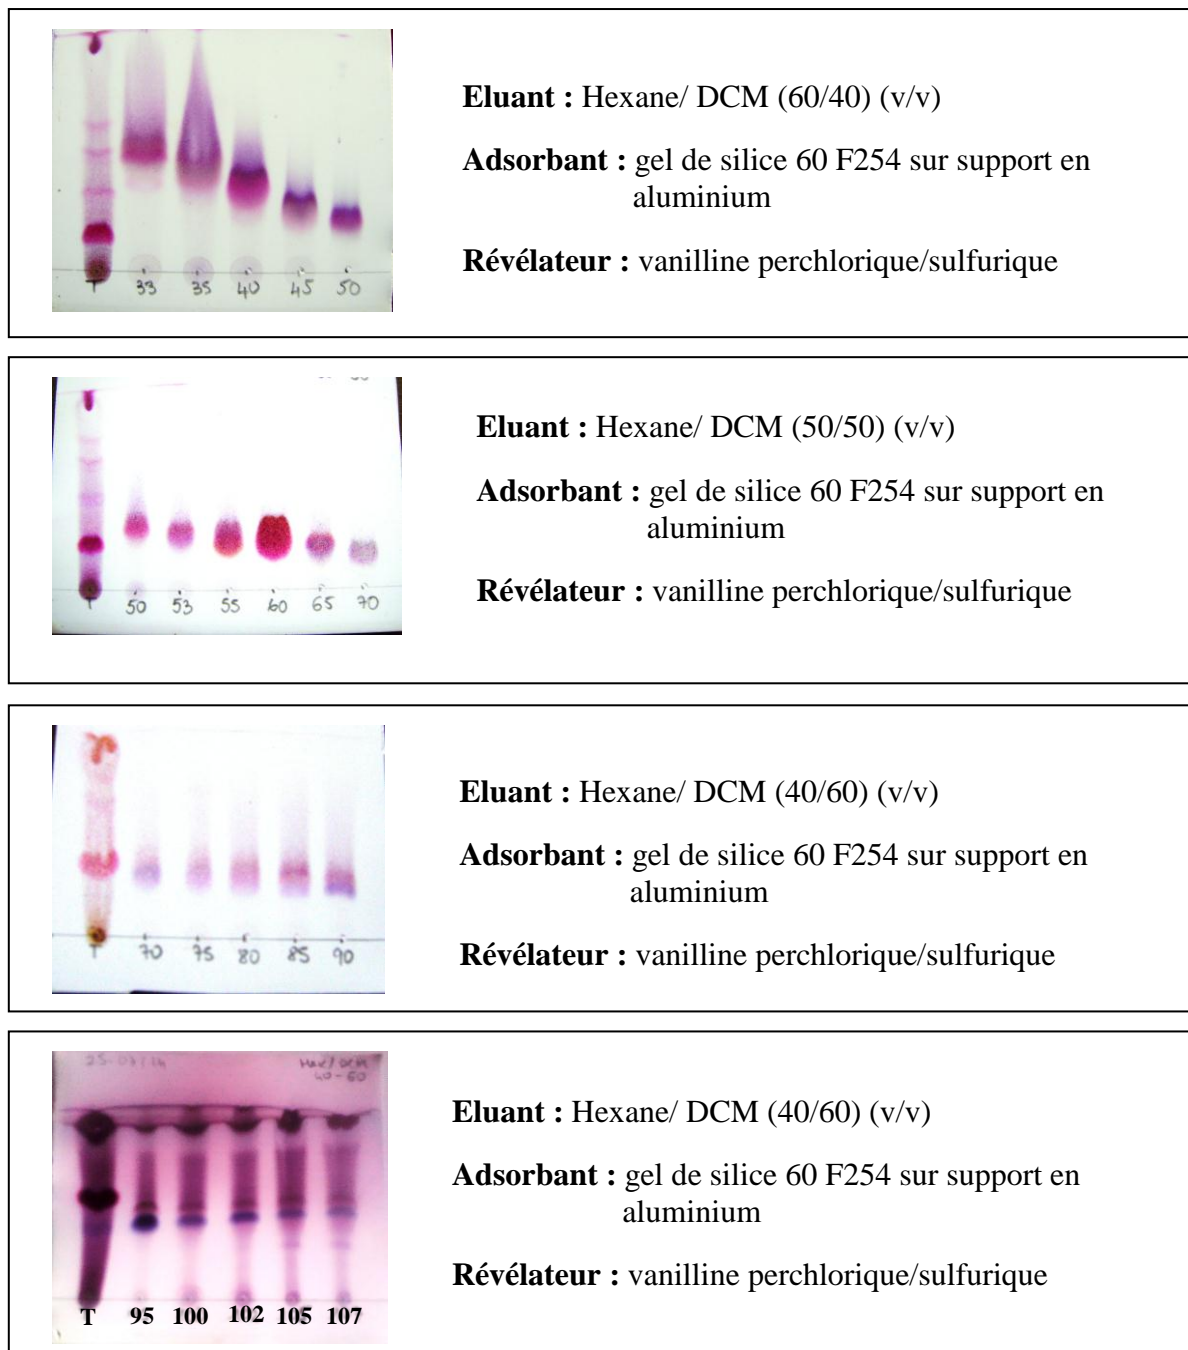 Eluant : Hexane/ DCM (60/40) (v/v)
Adsorbant : gel de silice 60 F254 sur support en
aluminium
Révélateur : vanilline perchlorique/sulfurique
T 33 35 40 45 50
Eluant : Hexane/ DCM (50/50) (v/v)
Adsorbant : gel de silice 60 F254 sur support en
aluminium
Révélateur : vanilline perchlorique/sulfurique
T 50 53 55 60 65 70
Eluant : Hexane/ DCM (40/60) (v/v)
Adsorbant : gel de silice 60 F254 sur support en
aluminium
Révélateur : vanilline perchlorique/sulfurique
T 70 75 80 85 90
Hex/DCM
40-60
Eluant : Hexane/ DCM (40/60) (v/v)
Adsorbant : gel de silice 60 F254 sur support en
aluminium
Révélateur : vanilline perchlorique/sulfurique
T 95 100 102 105 107